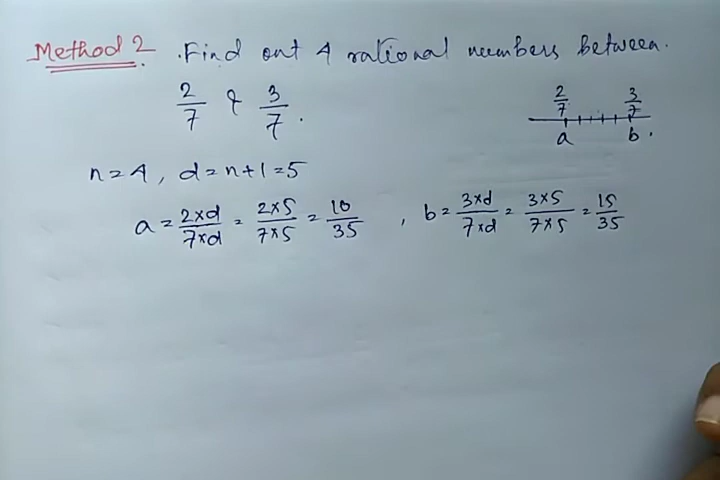 Method 2 . Find out 4 rational numbers between.
2/7 & 3/7 .
2/7 3/7
a b .
n = 4 , d = n+1 = 5
a = 2×d/7×d = 2×5/7×5 = 10/35 , b = 3×d/7×d = 3×5/7×5 = 15/35